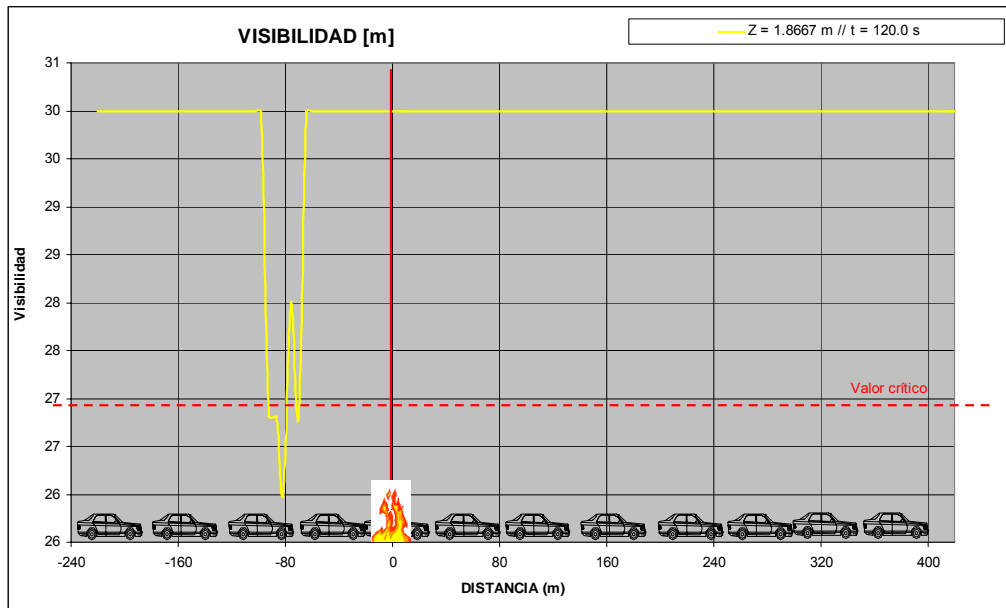 VISIBILIDAD [m]
Z = 1.8667 m // t = 120.0 s
31
30
30
29
29
28
28
27
27
26
26
Visibilidad
Valor crítico
-240 -160 -80 0 80 160 240 320 400
DISTANCIA (m)